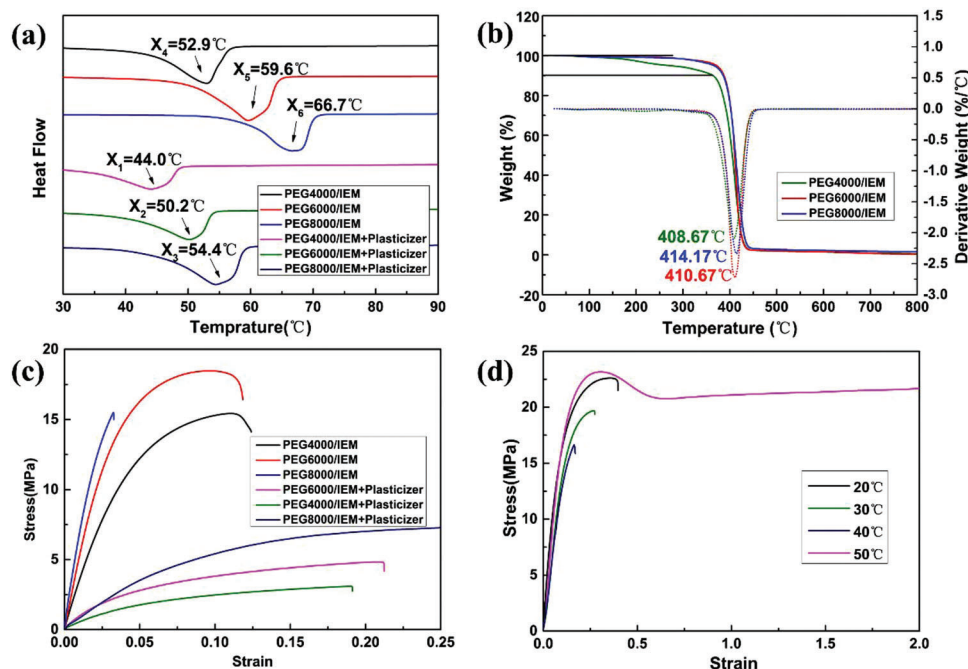 (a)
X4=52.9℃
X5=59.6℃
X6=66.7℃
X1=44.0℃
X2=50.2℃
X3=54.4℃
PEG4000/IEM
PEG6000/IEM
PEG8000/IEM
PEG4000/IEM+Plasticizer
PEG6000/IEM+Plasticizer
PEG8000/IEM+Plasticizer
Heat Flow
30 40 50 60 70 80 90
Temprature(℃)
(b)
120
100
80
60
40
20
0
-20
Weight (%)
1.5
1.0
0.5
0.0
-0.5
-1.0
-1.5
-2.0
-2.5
-3.0
Derivative Weight (%/℃)
PEG4000/IEM
PEG6000/IEM
PEG8000/IEM
408.67℃
414.17℃
410.67℃
0 100 200 300 400 500 600 700 800
Temperature (℃)
(c)
20
15
10
5
0
Stress(MPa)
PEG4000/IEM
PEG6000/IEM
PEG8000/IEM
PEG6000/IEM+Plasticizer
PEG4000/IEM+Plasticizer
PEG8000/IEM+Plasticizer
0.00 0.05 0.10 0.15 0.20 0.25
Strain
(d)
25
20
15
10
5
0
Stress(MPa)
20℃
30℃
40℃
50℃
0.0 0.5 1.0 1.5 2.0
Strain